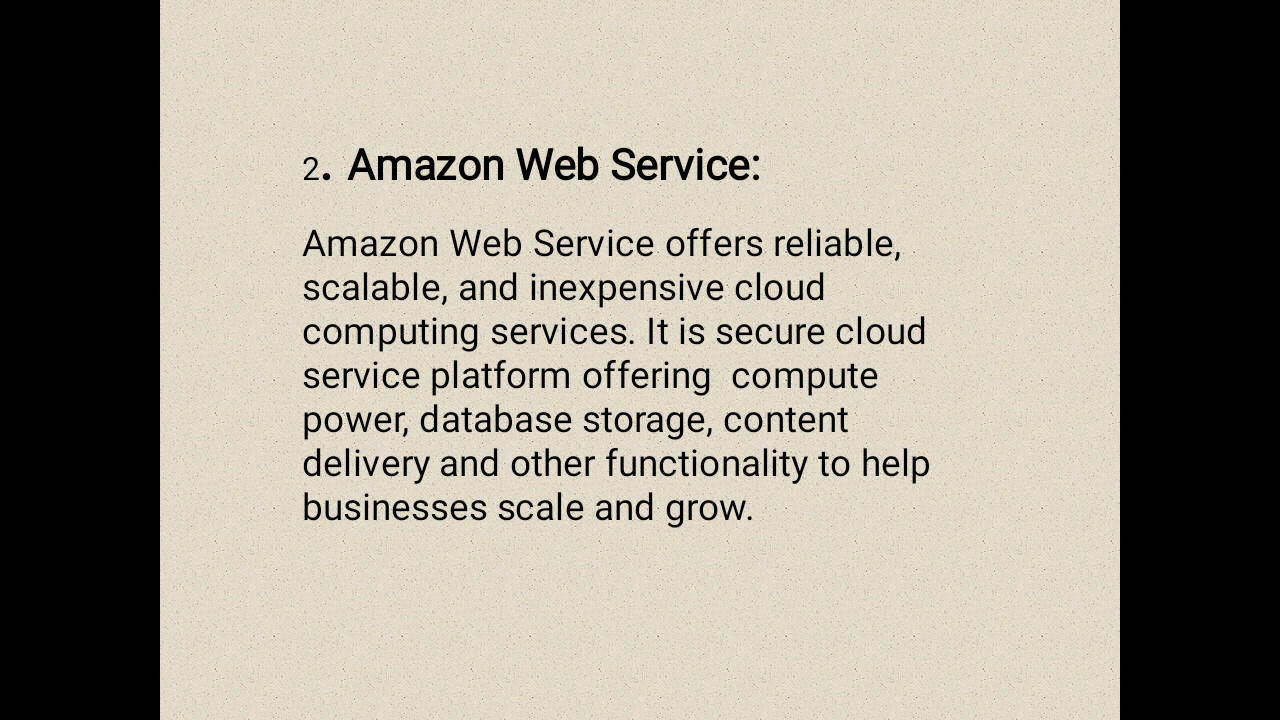 2. Amazon Web Service:
Amazon Web Service offers reliable,
scalable, and inexpensive cloud
computing services. It is secure cloud
service platform offering  compute
power, database storage, content
delivery and other functionality to help
businesses scale and grow.